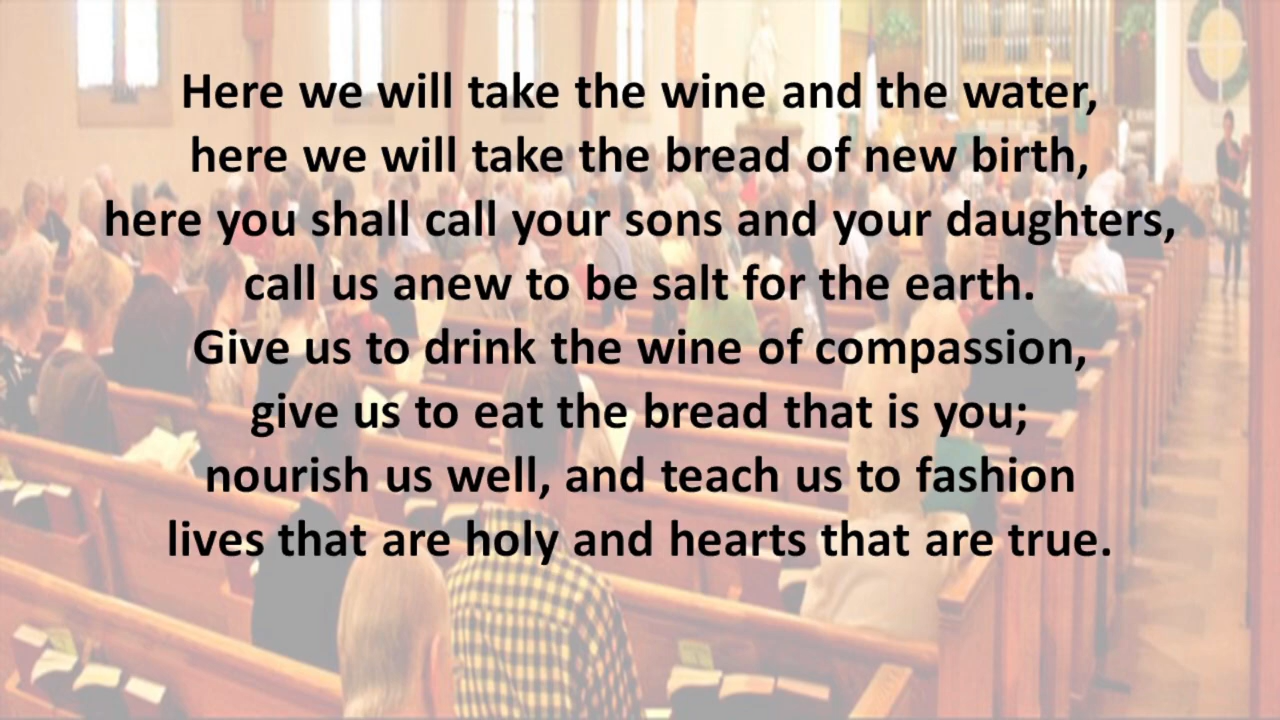 Here we will take the wine and the water,
here we will take the bread of new birth,
here you shall call your sons and your daughters,
call us anew to be salt for the earth.
Give us to drink the wine of compassion,
give us to eat the bread that is you;
nourish us well, and teach us to fashion
lives that are holy and hearts that are true.